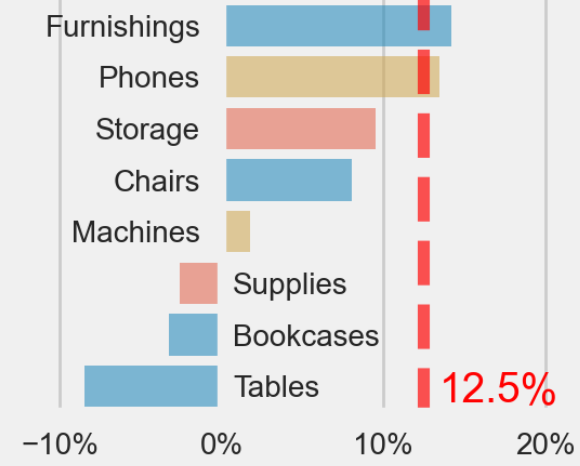 Furnishings
Phones
Storage
Chairs
Machines
Supplies
Bookcases
Tables
12.5%
−10% 0% 10% 20%